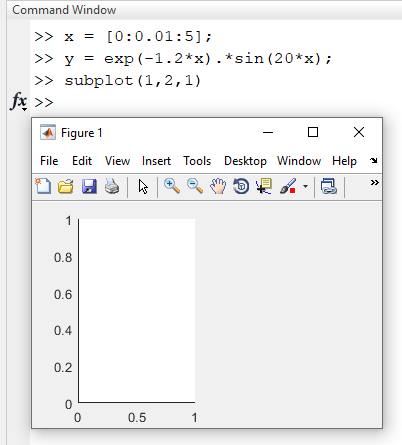 Command Window
>> x = [0:0.01:5];
>> y = exp(-1.2*x).*sin(20*x);
>> subplot(1,2,1)
fx >>
Figure 1
File Edit View Insert Tools Desktop Window Help
1
0.8
0.6
0.4
0.2
0
0 0.5 1